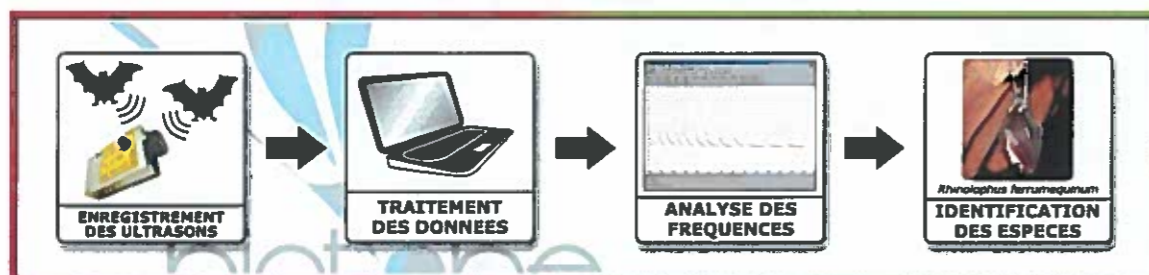 ENREGISTREMENT
DES ULTRASONS
TRAITEMENT
DES DONNEES
ANALYSE DES
FREQUENCES
Rhinolophus ferrumequinum
IDENTIFICATION
DES ESPECES